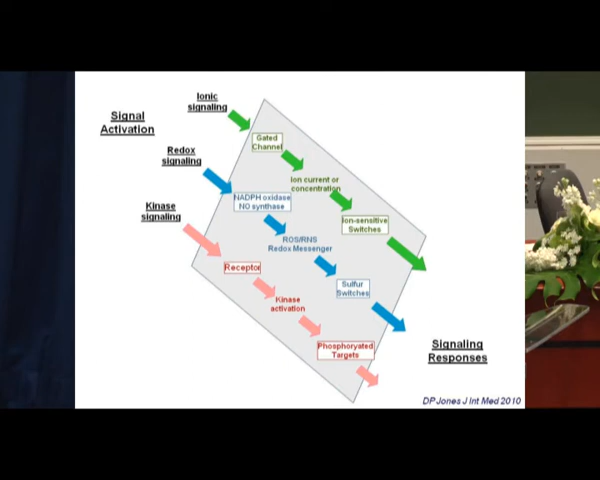 Ionic
signaling
Signal
Activation
Gated
Channel
Redox
signaling
Ion current or
concentration
NADPH oxidase
NO synthase
Kinase
signaling
Ion-sensitive
Switches
ROS/RNS
Redox Messenger
Receptor
Sulfur
Switches
Kinase
activation
Phosphoryated
Targets
Signaling
Responses
DP Jones J Int Med 2010